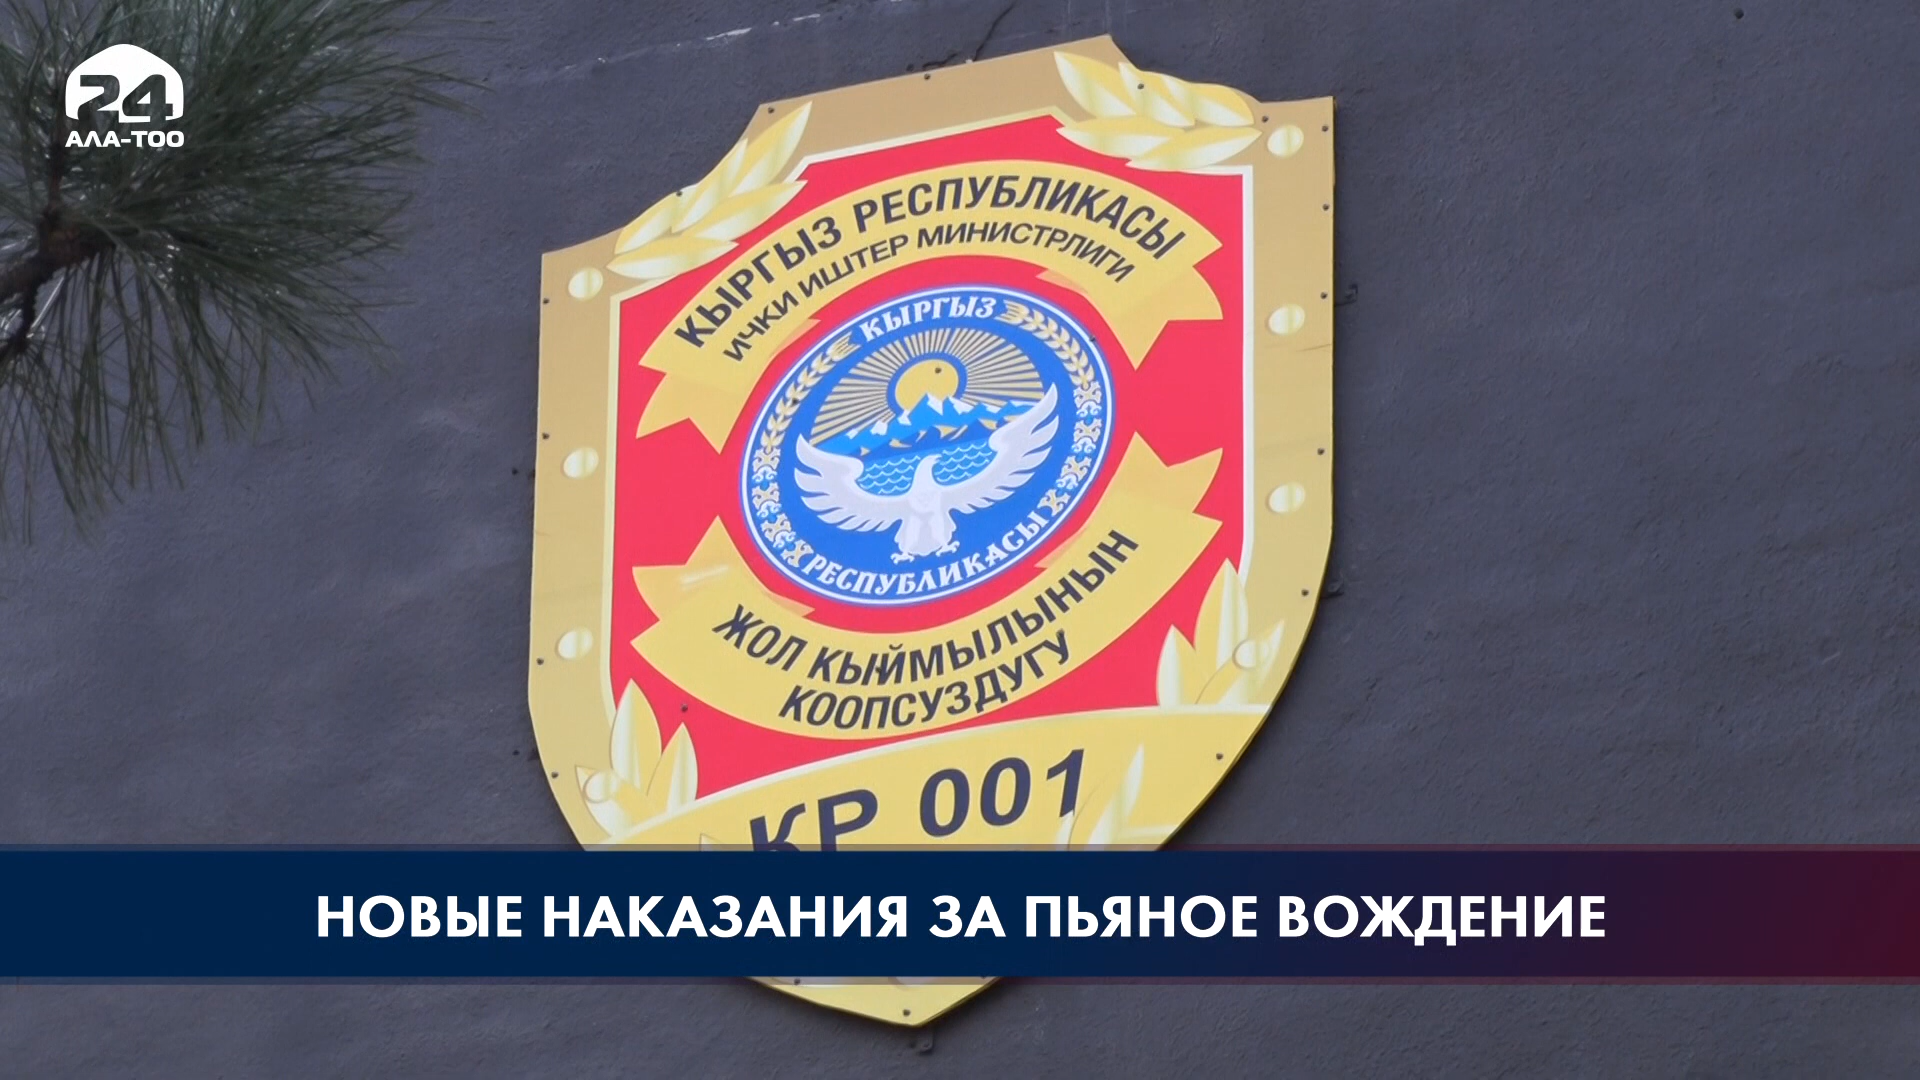 24
АЛА-ТОО
КЫРГЫЗ РЕСПУБЛИКАСЫ
ИЧКИ ИШТЕР МИНИСТРЛИГИ
КЫРГЫЗ
РЕСПУБЛИКАСЫ
ЖОЛ КЫЙМЫЛЫНЫН
КООПСУЗДУГУ
КР 001
НОВЫЕ НАКАЗАНИЯ ЗА ПЬЯНОЕ ВОЖДЕНИЕ